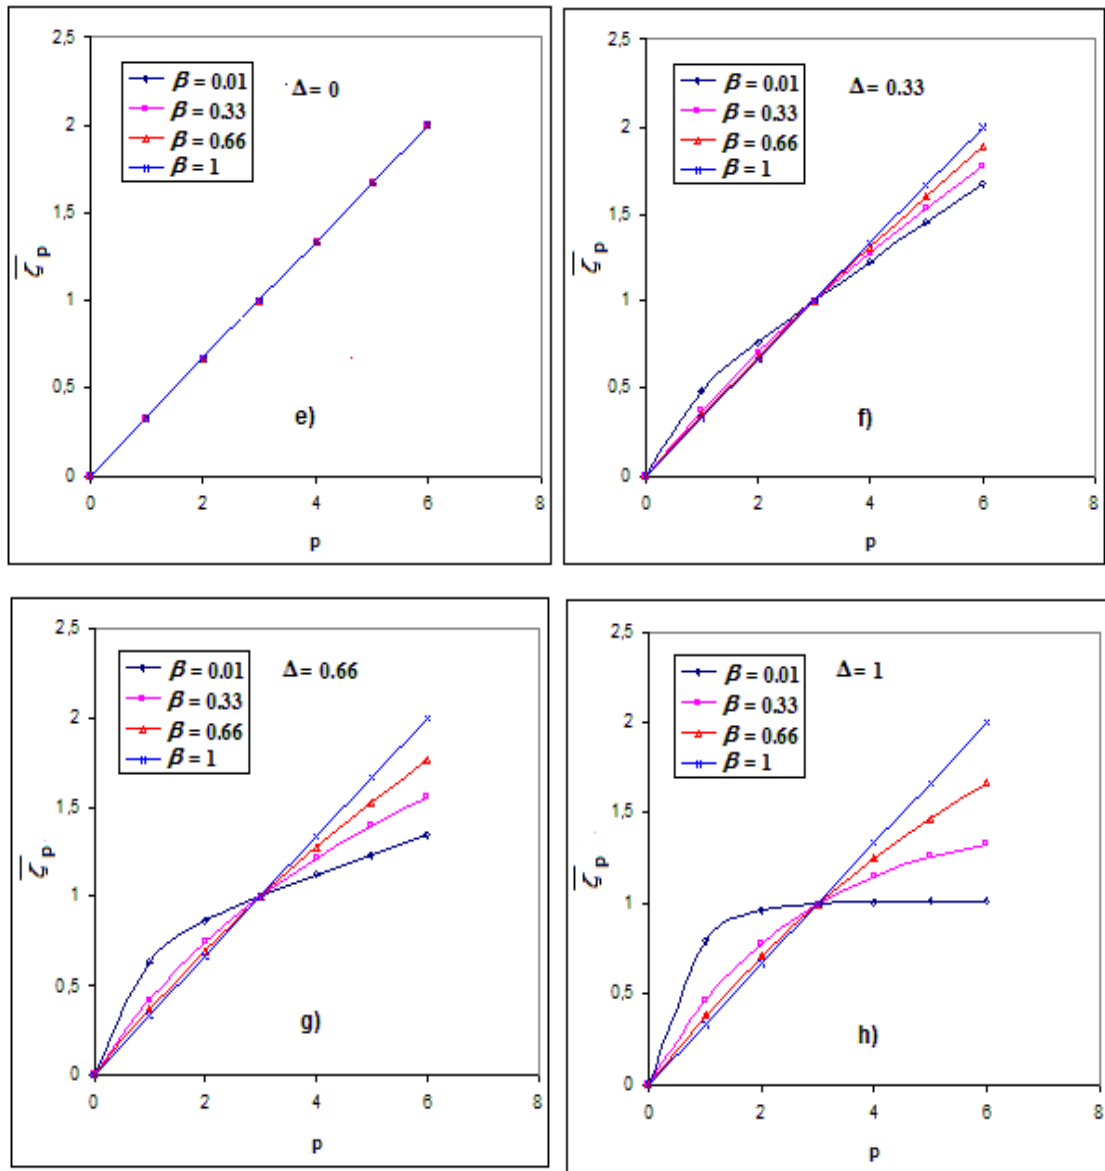 2,5
2
1,5
1
0,5
0
0 2 4 6 8
p
ζ̅ p
β = 0.01
β = 0.33
β = 0.66
β = 1
Δ = 0
e)
2,5
2
1,5
1
0,5
0
0 2 4 6 8
p
ζ̅ p
β = 0.01
β = 0.33
β = 0.66
β = 1
Δ = 0.33
f)
2,5
2
1,5
1
0,5
0
0 2 4 6 8
p
ζ̅ p
β = 0.01
β = 0.33
β = 0.66
β = 1
Δ = 0.66
g)
2,5
2
1,5
1
0,5
0
0 2 4 6 8
p
ζ̅ p
β = 0.01
β = 0.33
β = 0.66
β = 1
Δ = 1
h)